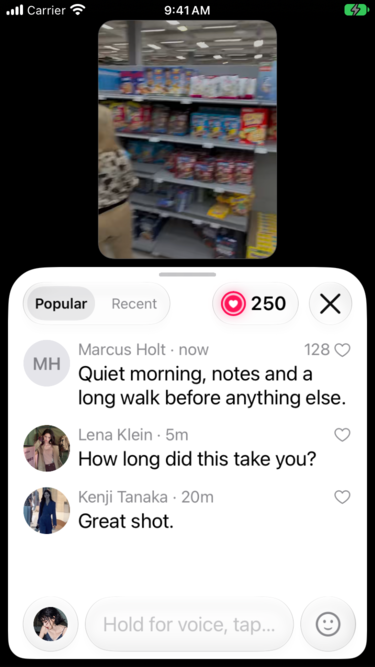 Carrier 9:41 AM
Popular Recent 250
MH
Marcus Holt · now 128
Quiet morning, notes and a
long walk before anything else.
Lena Klein · 5m
How long did this take you?
Kenji Tanaka · 20m
Great shot.
Hold for voice, tap...